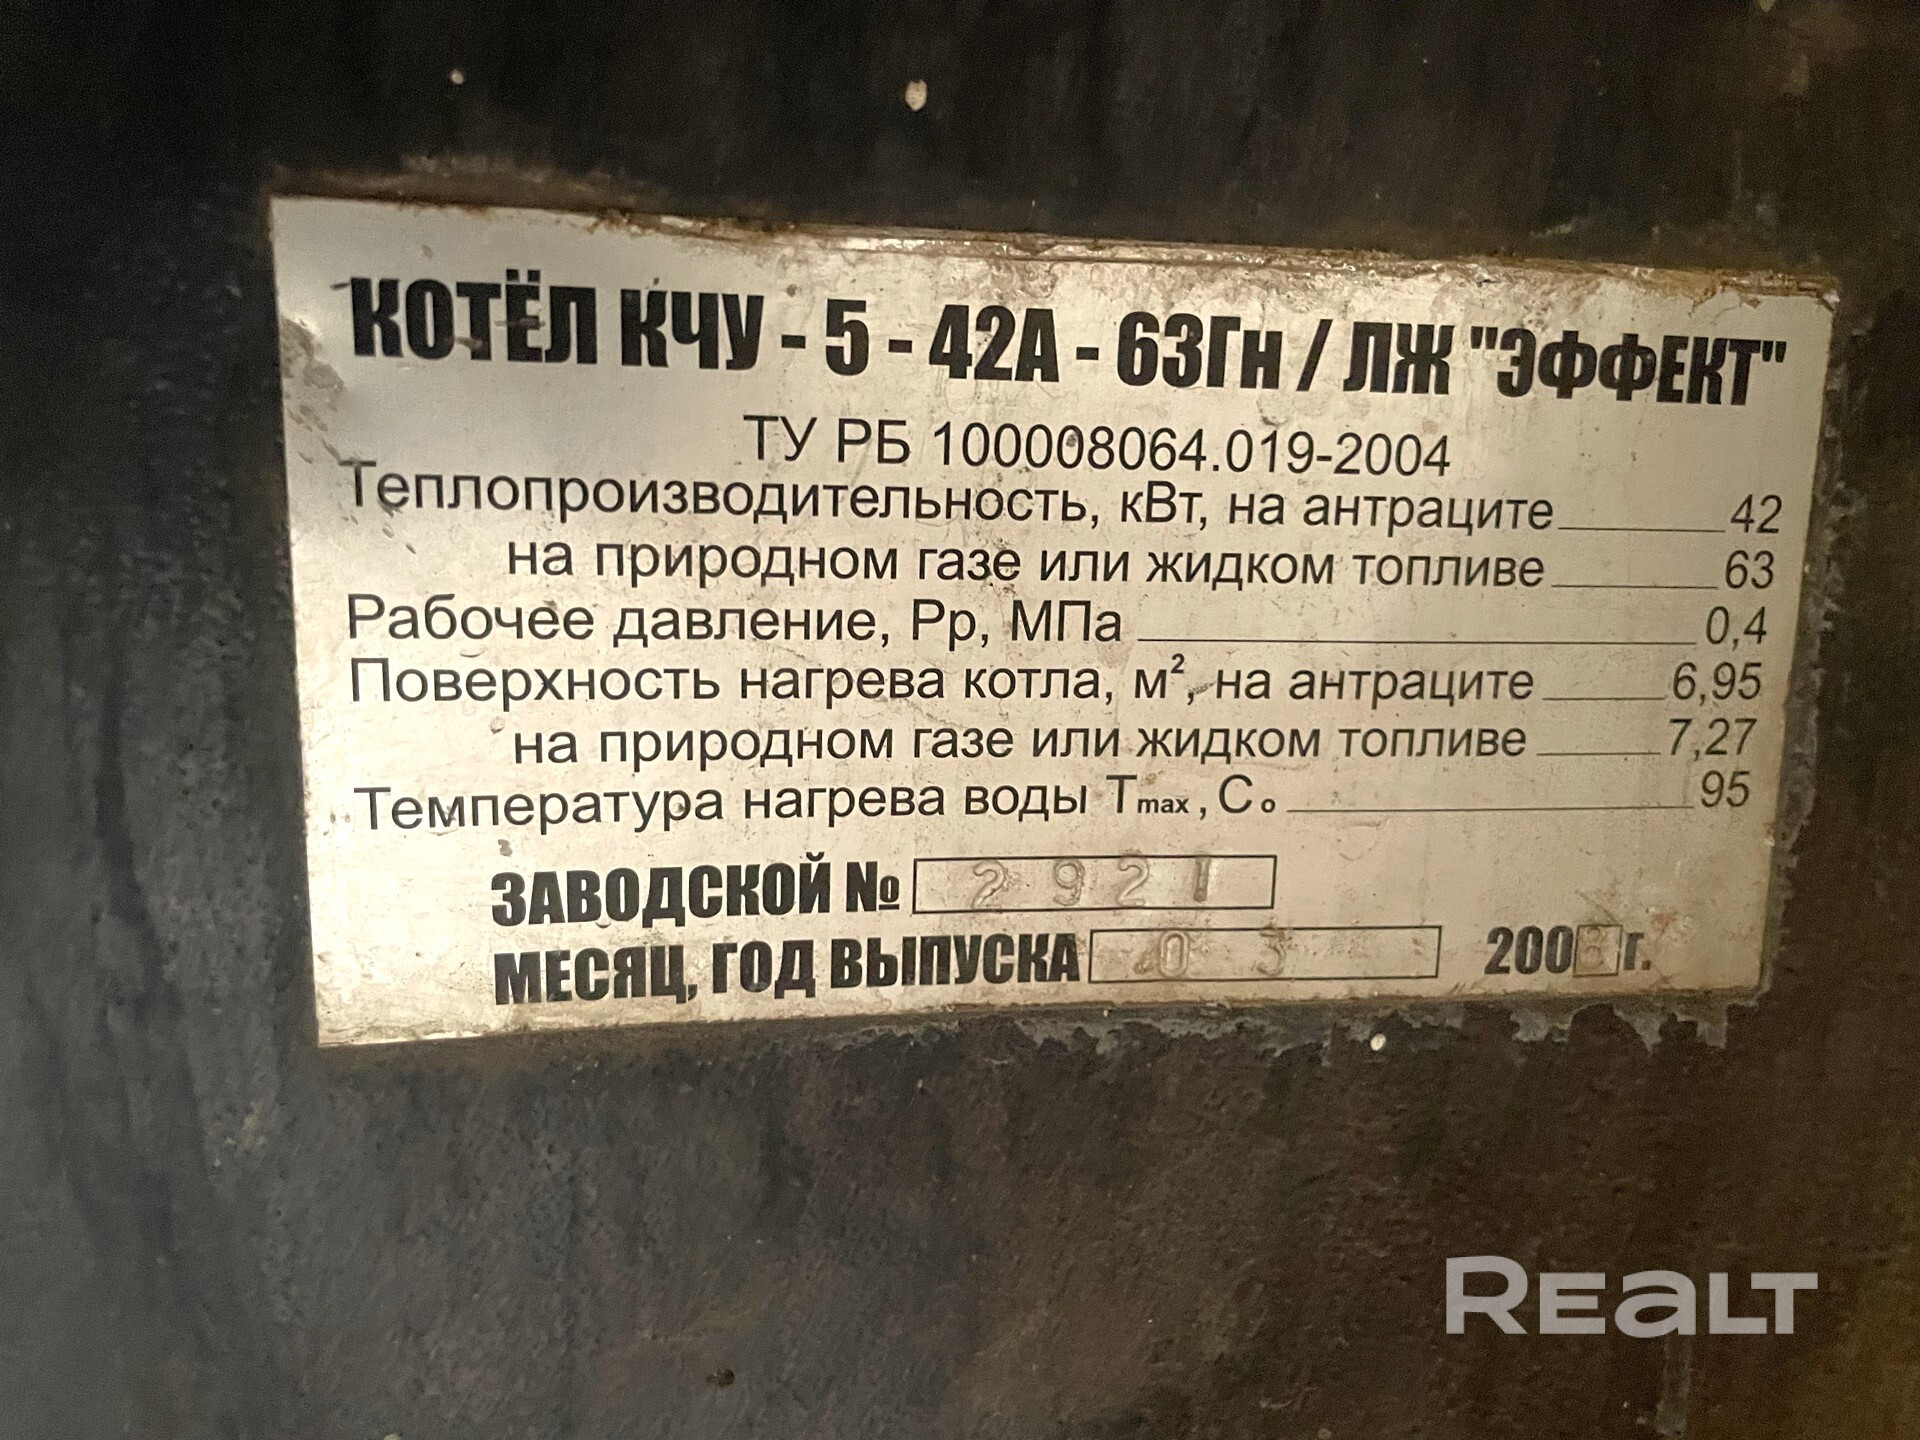 КОТЁЛ КЧУ - 5 - 42А - 63Гн / ЛЖ "ЭФФЕКТ"
ТУ РБ 100008064.019-2004
Теплопроизводительность, кВт, на антраците 42
на природном газе или жидком топливе 63
Рабочее давление, Рр, МПа 0,4
Поверхность нагрева котла, м², на антраците 6,95
на природном газе или жидком топливе 7,27
Температура нагрева воды Tmax, Сo 95
ЗАВОДСКОЙ № 2921
МЕСЯЦ, ГОД ВЫПУСКА 03 2008 г.
REALT